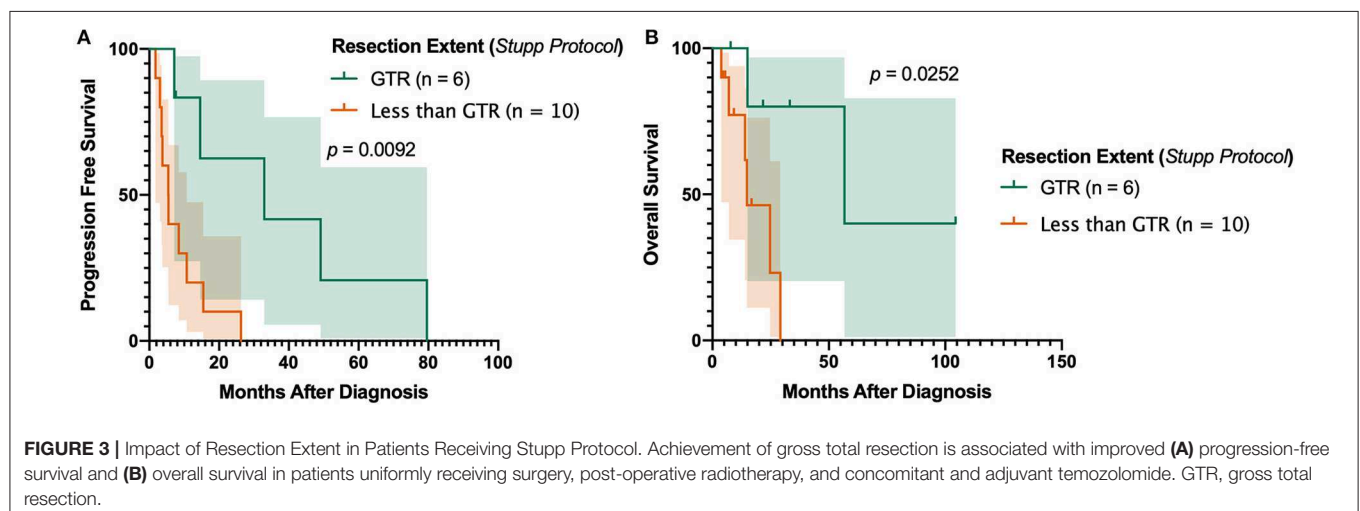 A
Resection Extent (Stupp Protocol)
GTR (n = 6)
Less than GTR (n = 10)
p = 0.0092
Progression Free Survival
100
50
0
0 20 40 60 80 100
Months After Diagnosis
B
p = 0.0252
Resection Extent (Stupp Protocol)
GTR (n = 6)
Less than GTR (n = 10)
Overall Survival
100
50
0
0 50 100 150
Months After Diagnosis
FIGURE 3 | Impact of Resection Extent in Patients Receiving Stupp Protocol. Achievement of gross total resection is associated with improved (A) progression-free
survival and (B) overall survival in patients uniformly receiving surgery, post-operative radiotherapy, and concomitant and adjuvant temozolomide. GTR, gross total
resection.